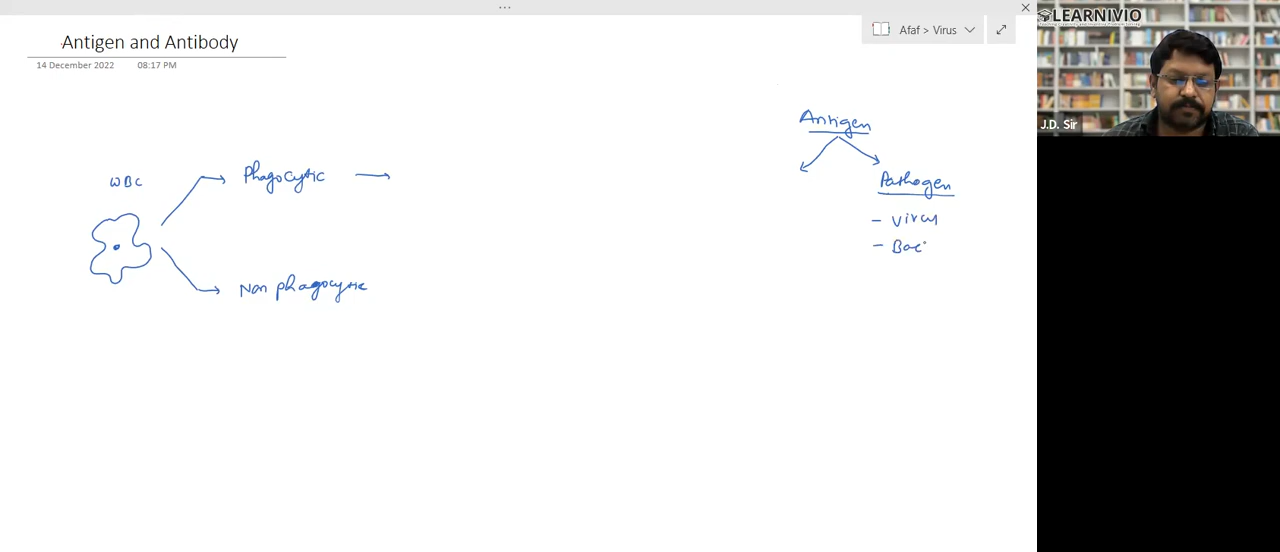 Afaf > Virus
LEARNIVIO
Antigen and Antibody
14 December 2022 08:17 PM
J.D. Sir
Antigen
WBC
Phagocytic
Pathogen
- Virus
- Bac
Non phagocytic